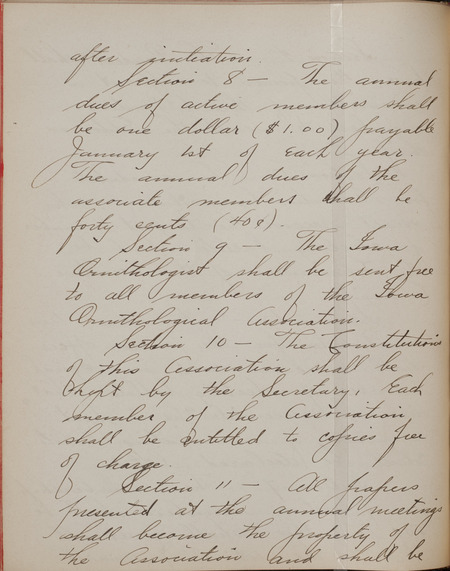 after initiation.
Section 8 — The annual
dues of active members shall
be one dollar ($1.00) payable
January 1st of each year.
The annual dues of the
associate members shall be
forty cents (40¢).
Section 9 — The Iowa
Ornithologist shall be sent free
to all members of the Iowa
Ornithological Association.
Section 10 — The Constitutions
of this Association shall be
kept by the Secretary, Each
member of the Association
shall be entitled to copies free
of charge.
Section 11 — All papers
presented at the annual meetings
shall become the property of
the Association and shall be